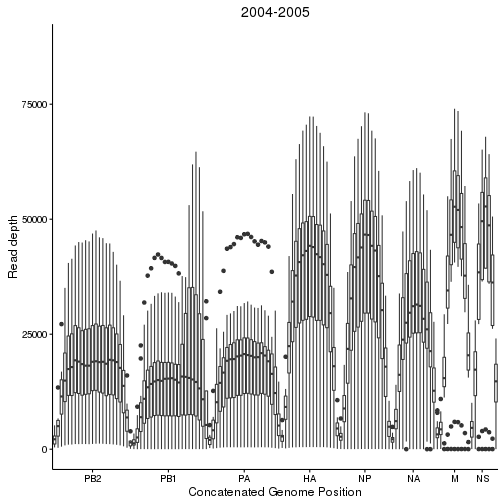 2004-2005
Read depth
75000
50000
25000
0
PB2 PB1 PA HA NP NA M NS
Concatenated Genome Position